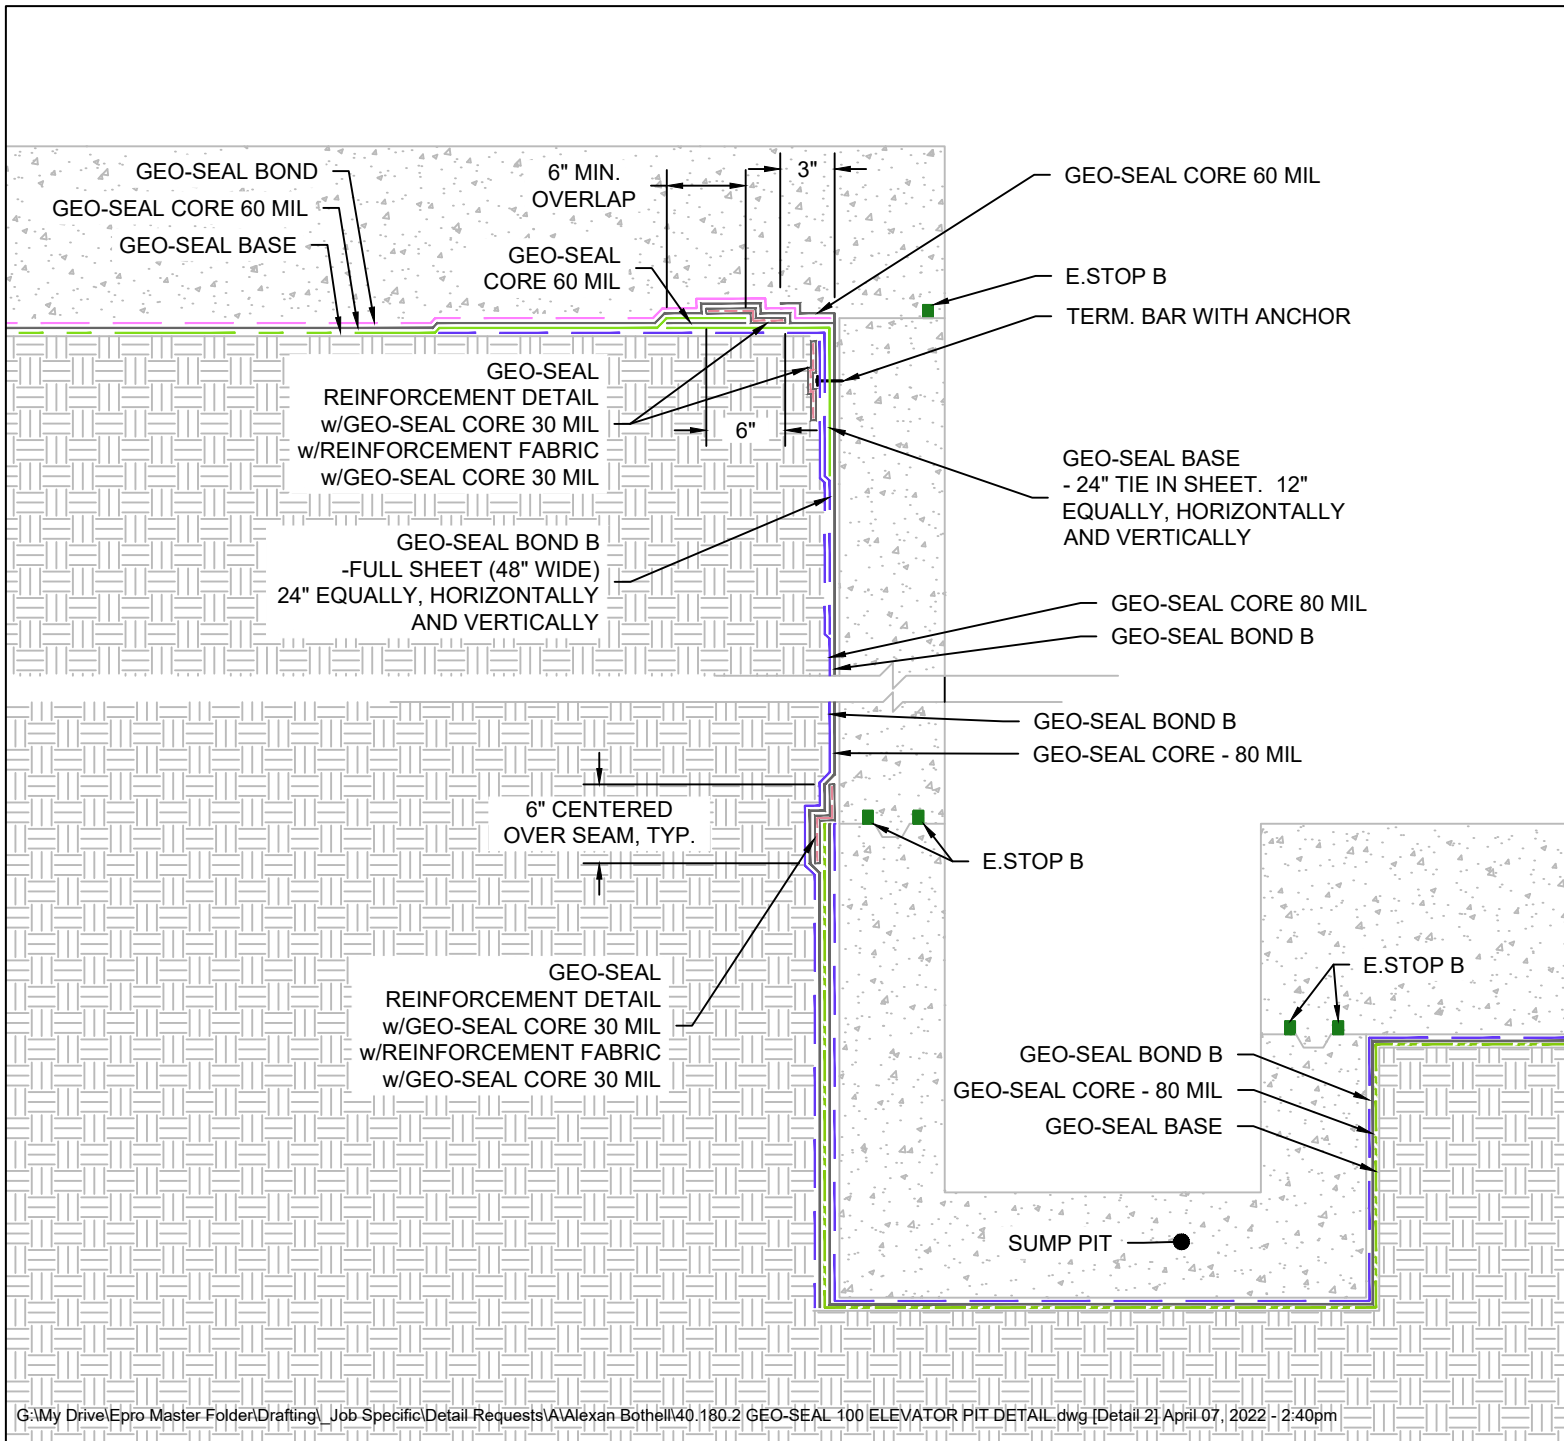 GEO-SEAL BOND
GEO-SEAL CORE 60 MIL
GEO-SEAL BASE
6" MIN.
OVERLAP
3"
GEO-SEAL
CORE 60 MIL
GEO-SEAL CORE 60 MIL
E.STOP B
TERM. BAR WITH ANCHOR
GEO-SEAL
REINFORCEMENT DETAIL
w/GEO-SEAL CORE 30 MIL
w/REINFORCEMENT FABRIC
w/GEO-SEAL CORE 30 MIL
6"
GEO-SEAL BASE
- 24" TIE IN SHEET. 12"
EQUALLY, HORIZONTALLY
AND VERTICALLY
GEO-SEAL BOND B
-FULL SHEET (48" WIDE)
24" EQUALLY, HORIZONTALLY
AND VERTICALLY
GEO-SEAL CORE 80 MIL
GEO-SEAL BOND B
GEO-SEAL BOND B
GEO-SEAL CORE - 80 MIL
6" CENTERED
OVER SEAM, TYP.
E.STOP B
GEO-SEAL
REINFORCEMENT DETAIL
w/GEO-SEAL CORE 30 MIL
w/REINFORCEMENT FABRIC
w/GEO-SEAL CORE 30 MIL
E.STOP B
GEO-SEAL BOND B
GEO-SEAL CORE - 80 MIL
GEO-SEAL BASE
SUMP PIT
G:\My Drive\Epro Master Folder\Drafting\_Job Specific\Detail Requests\A\Alexan Bothell\40.180.2 GEO-SEAL 100 ELEVATOR PIT DETAIL.dwg [Detail 2] April 07, 2022 - 2:40pm